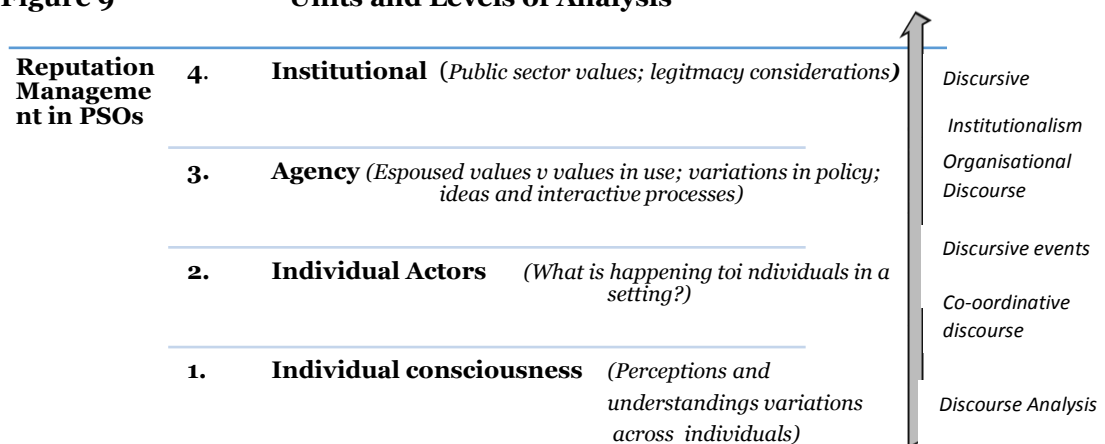 Figure 9 Units and Levels of Analysis
Reputation
Manageme
nt in PSOs
4. Institutional (Public sector values; legitmacy considerations)
3. Agency (Espoused values v values in use; variations in policy;
ideas and interactive processes)
2. Individual Actors (What is happening toi ndividuals in a
setting?)
1. Individual consciousness (Perceptions and
understandings variations
across individuals)
Discursive
Institutionalism
Organisational
Discourse
Discursive events
Co-oordinative
discourse
Discourse Analysis